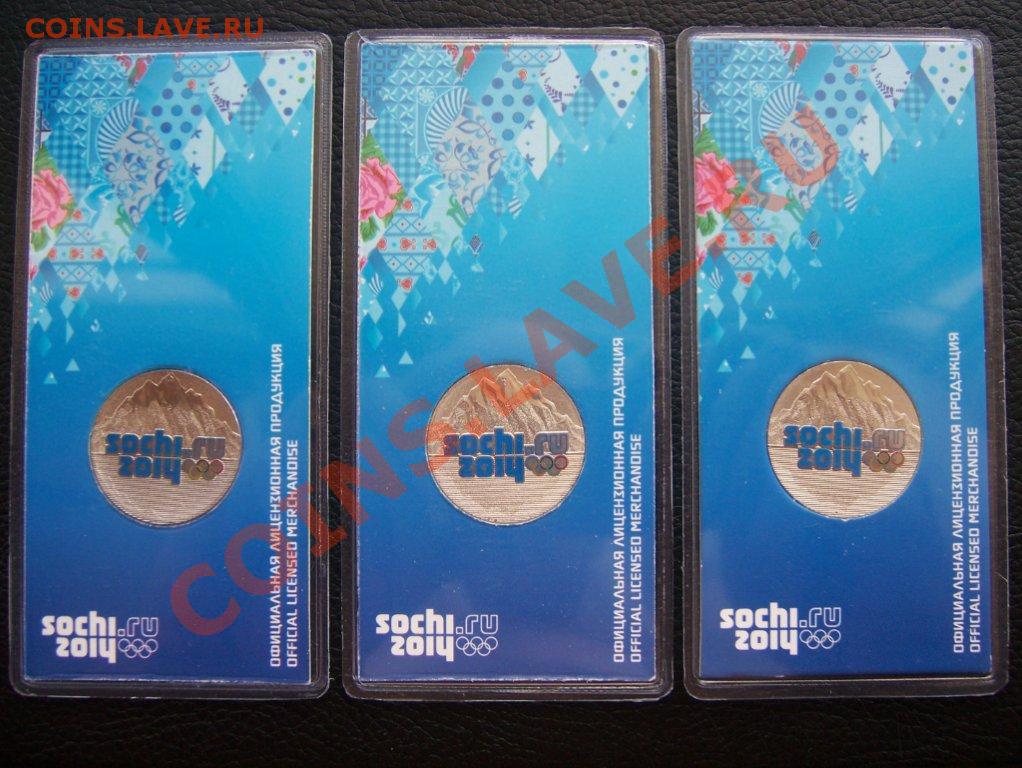 COINS.LAVE.RU
COINS.LAVE.RU
sochi.ru
2014
ОФИЦИАЛЬНАЯ ЛИЦЕНЗИОННАЯ ПРОДУКЦИЯ
OFFICIAL LICENSED MERCHANDISE
sochi.ru
2014
sochi.ru
2014
ОФИЦИАЛЬНАЯ ЛИЦЕНЗИОННАЯ ПРОДУКЦИЯ
OFFICIAL LICENSED MERCHANDISE
sochi.ru
2014
sochi.ru
2014
ОФИЦИАЛЬНАЯ ЛИЦЕНЗИОННАЯ ПРОДУКЦИЯ
OFFICIAL LICENSED MERCHANDISE
sochi.ru
2014